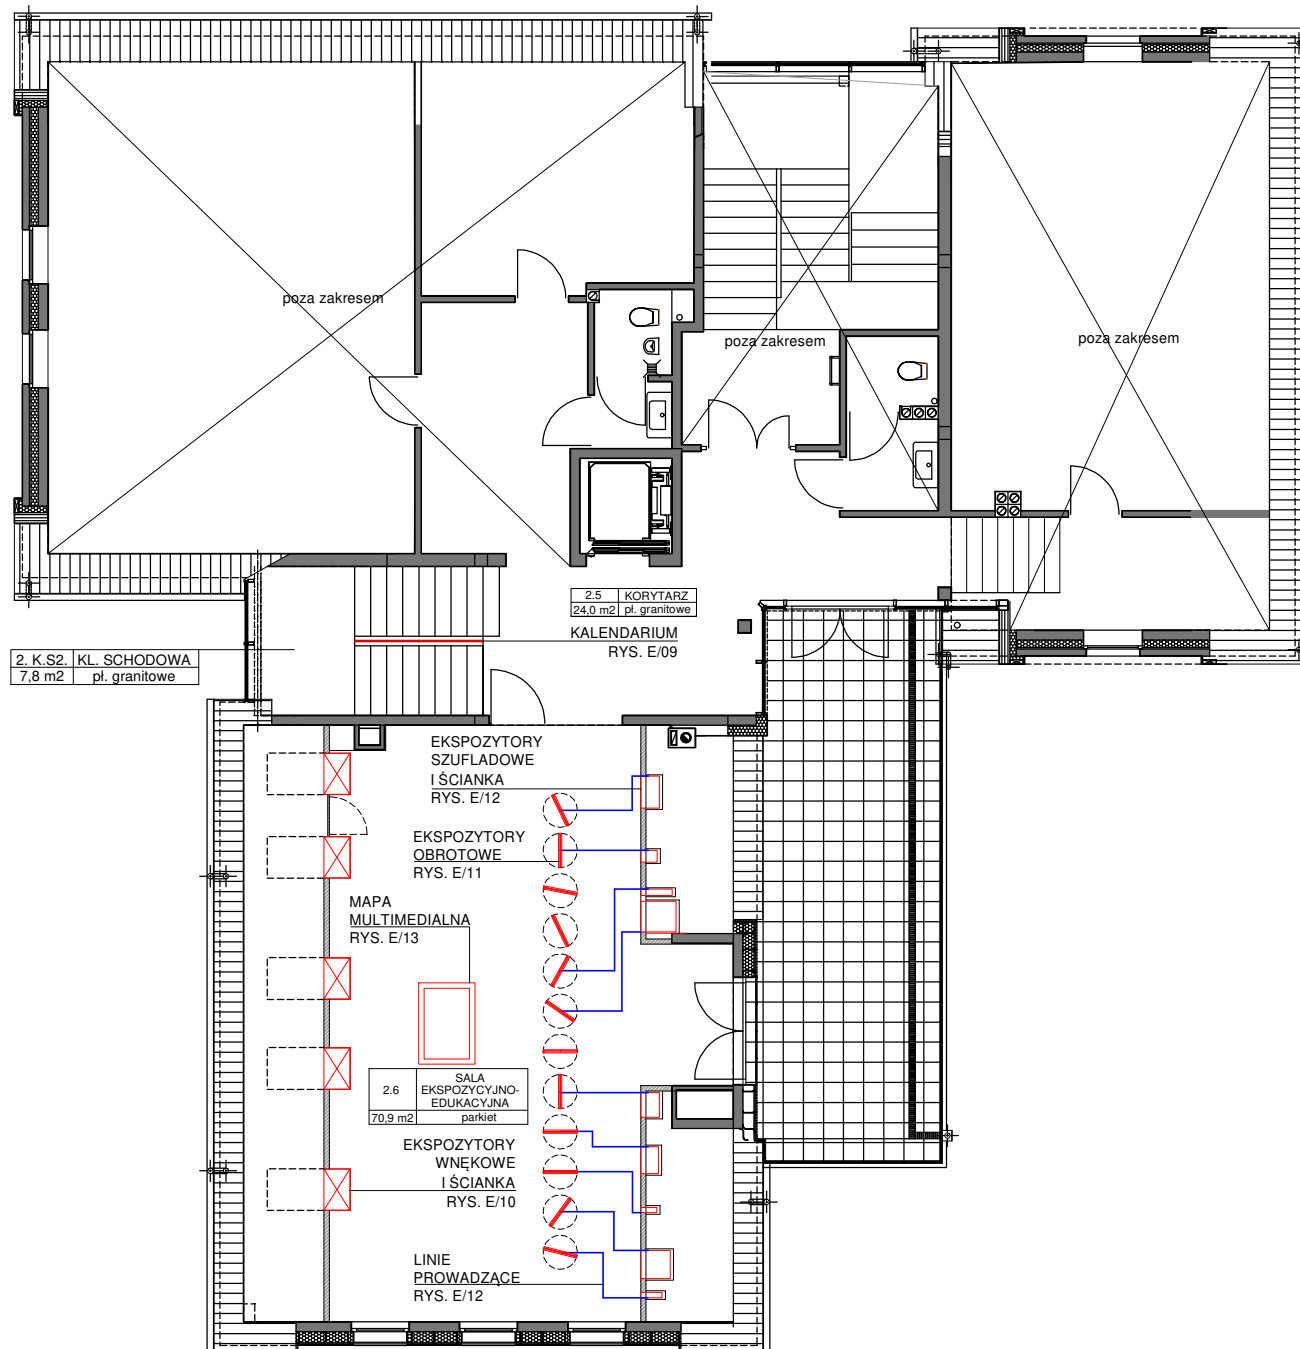 poza zakresem
poza zakresem
poza zakresem
2.5 KORYTARZ
24,0 m2 pł. granitowe
KALENDARIUM
RYS. E/09
2. K.S2. KL. SCHODOWA
7,8 m2 pł. granitowe
EKSPOZYTORY
SZUFLADOWE
I ŚCIANKA
RYS. E/12
EKSPOZYTORY
OBROTOWE
RYS. E/11
MAPA
MULTIMEDIALNA
RYS. E/13
2.6 SALA
EKSPOZYCYJNO-
EDUKACYJNA
70,9 m2 parkiet
EKSPOZYTORY
WNĘKOWE
I ŚCIANKA
RYS. E/10
LINIE
PROWADZĄCE
RYS. E/12